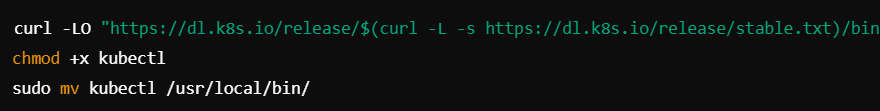 curl -LO "https://dl.k8s.io/release/$(curl -L -s https://dl.k8s.io/release/stable.txt)/bin
chmod +x kubectl
sudo mv kubectl /usr/local/bin/